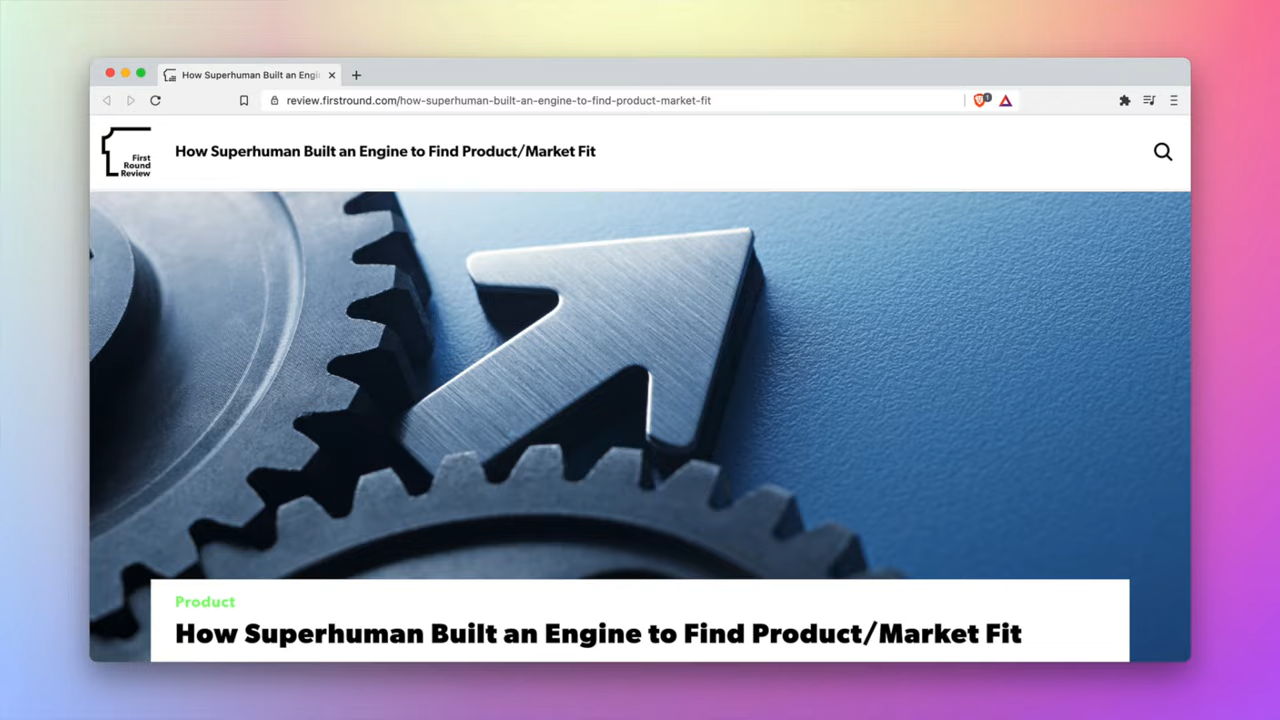 How Superhuman Built an Engi
review.firstround.com/how-superhuman-built-an-engine-to-find-product-market-fit
1
First
Round
Review
How Superhuman Built an Engine to Find Product/Market Fit
Product
How Superhuman Built an Engine to Find Product/Market Fit